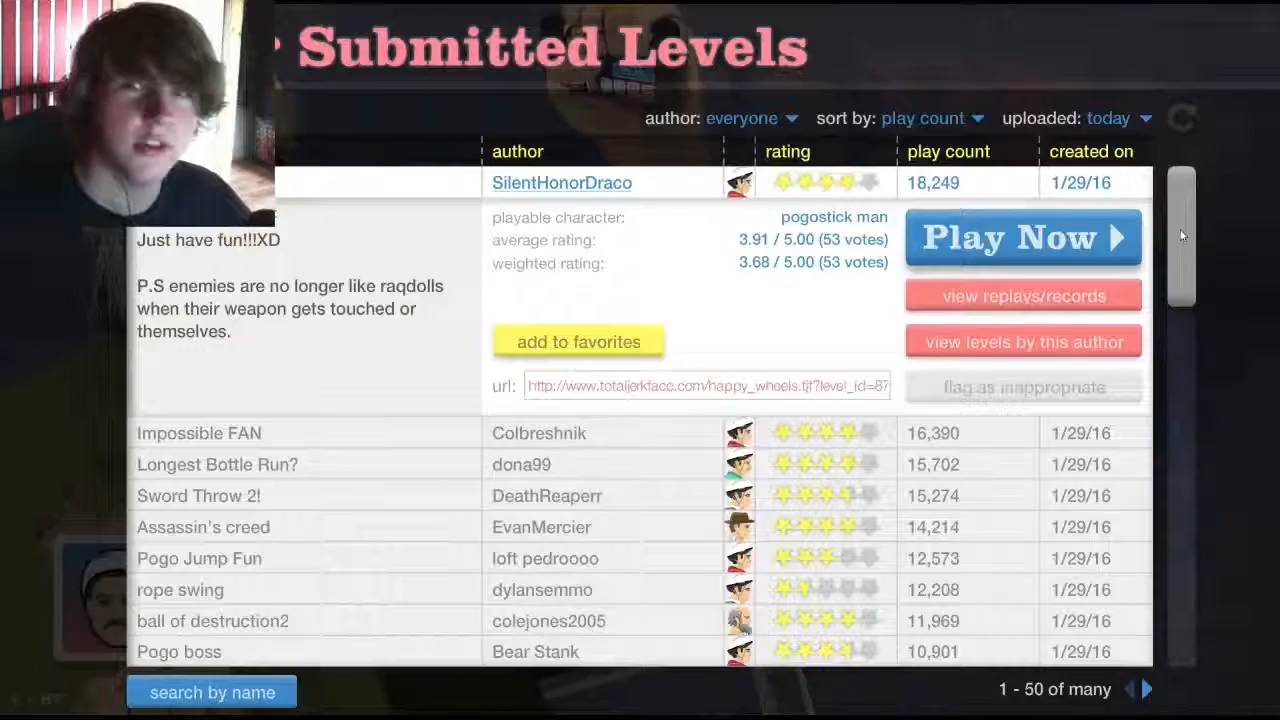 Submitted Levels
author: everyone sort by: play count uploaded: today
author rating play count created on
SilentHonorDraco 18,249 1/29/16
playable character: pogostick man
Just have fun!!!XD average rating: 3.91 / 5.00 (53 votes) Play Now
weighted rating: 3.68 / 5.00 (53 votes)
P.S enemies are no longer like raqdolls view replays/records
when their weapon gets touched or
themselves.
add to favorites view levels by this author
url: http://www.totaljerkface.com/happy_wheels.tjf?level_id=87 flag as inappropriate
Impossible FAN Colbreshnik 16,390 1/29/16
Longest Bottle Run? dona99 15,702 1/29/16
Sword Throw 2! DeathReaperr 15,274 1/29/16
Assassin's creed EvanMercier 14,214 1/29/16
Pogo Jump Fun loft pedroooo 12,573 1/29/16
rope swing dylansemmo 12,208 1/29/16
ball of destruction2 colejones2005 11,969 1/29/16
Pogo boss Bear Stank 10,901 1/29/16
search by name 1 - 50 of many